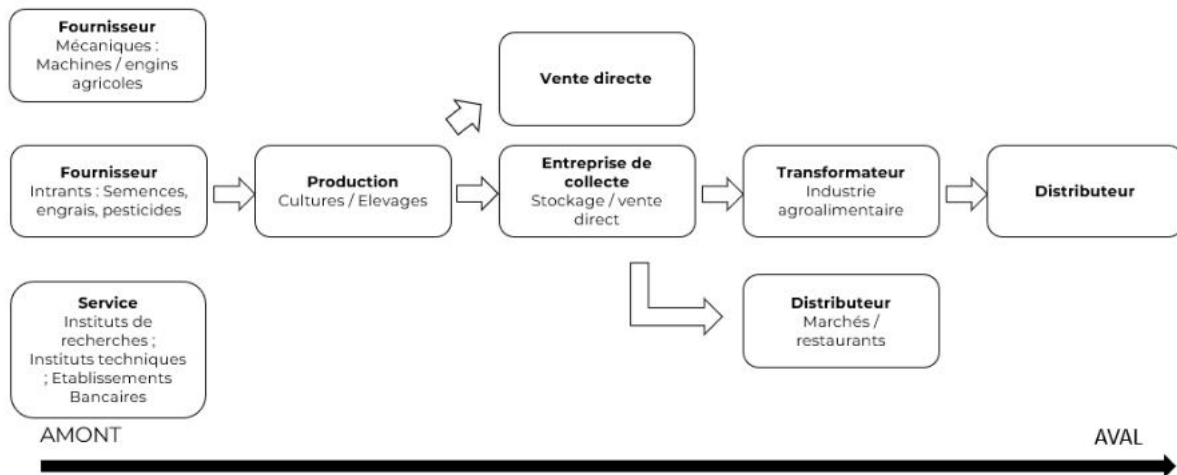 Fournisseur
Mécaniques :
Machines / engins
agricoles
Vente directe
Fournisseur
Intrants : Semences,
engrais, pesticides
Production
Cultures / Elevages
Entreprise de
collecte
Stockage / vente
direct
Transformateur
Industrie
agroalimentaire
Distributeur
Service
Instituts de
recherches ;
Instituts techniques
; Etablissements
Bancaires
Distributeur
Marchés /
restaurants
AMONT
AVAL